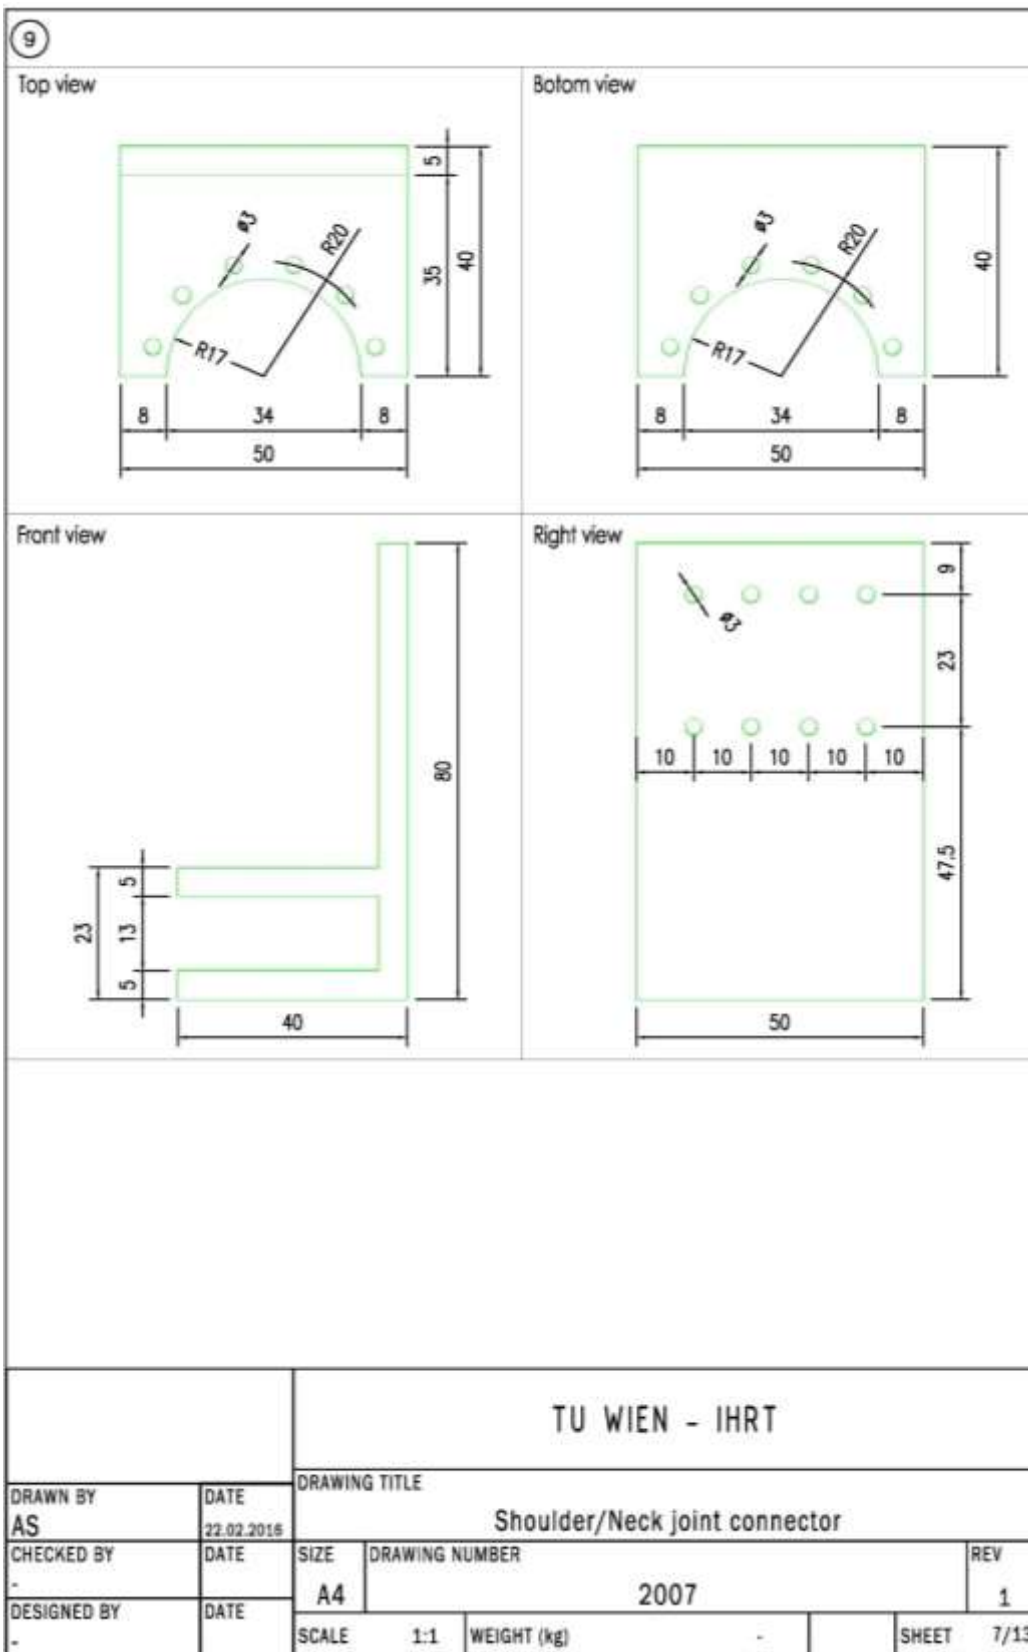 9
Top view
ø3
R20
R17
5
35
40
8
34
8
50
Botom view
ø3
R20
R17
40
8
34
8
50
Front view
80
5
13
5
23
40
Right view
ø3
9
23
47.5
10 10 10 10 10
50
TU WIEN - IHRT
DRAWING TITLE
Shoulder/Neck joint connector
DRAWN BY
AS
DATE
22.02.2016
CHECKED BY
-
DATE
DESIGNED BY
-
DATE
SIZE
A4
DRAWING NUMBER
2007
REV
1
SCALE 1:1
WEIGHT (kg) -
SHEET 7/13